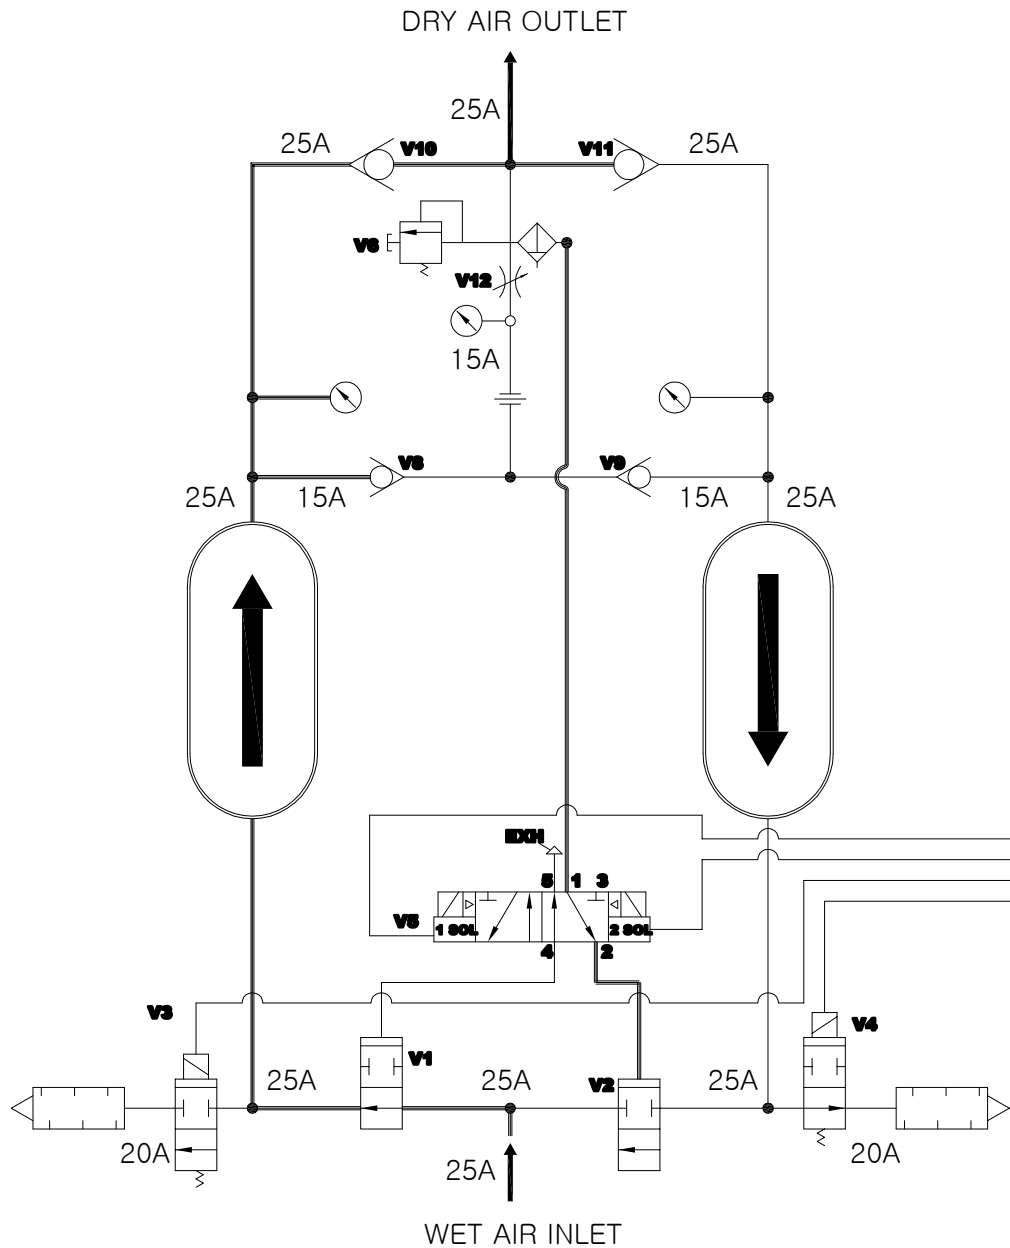 DRY AIR OUTLET
25A
25A
V10
V11
25A
V6
V12
15A
V8
V9
25A
15A
15A
25A
EXH
5
1
3
V5
1 SOL
2 SOL
4
2
V3
V4
V1
25A
25A
V2
25A
20A
25A
20A
WET AIR INLET